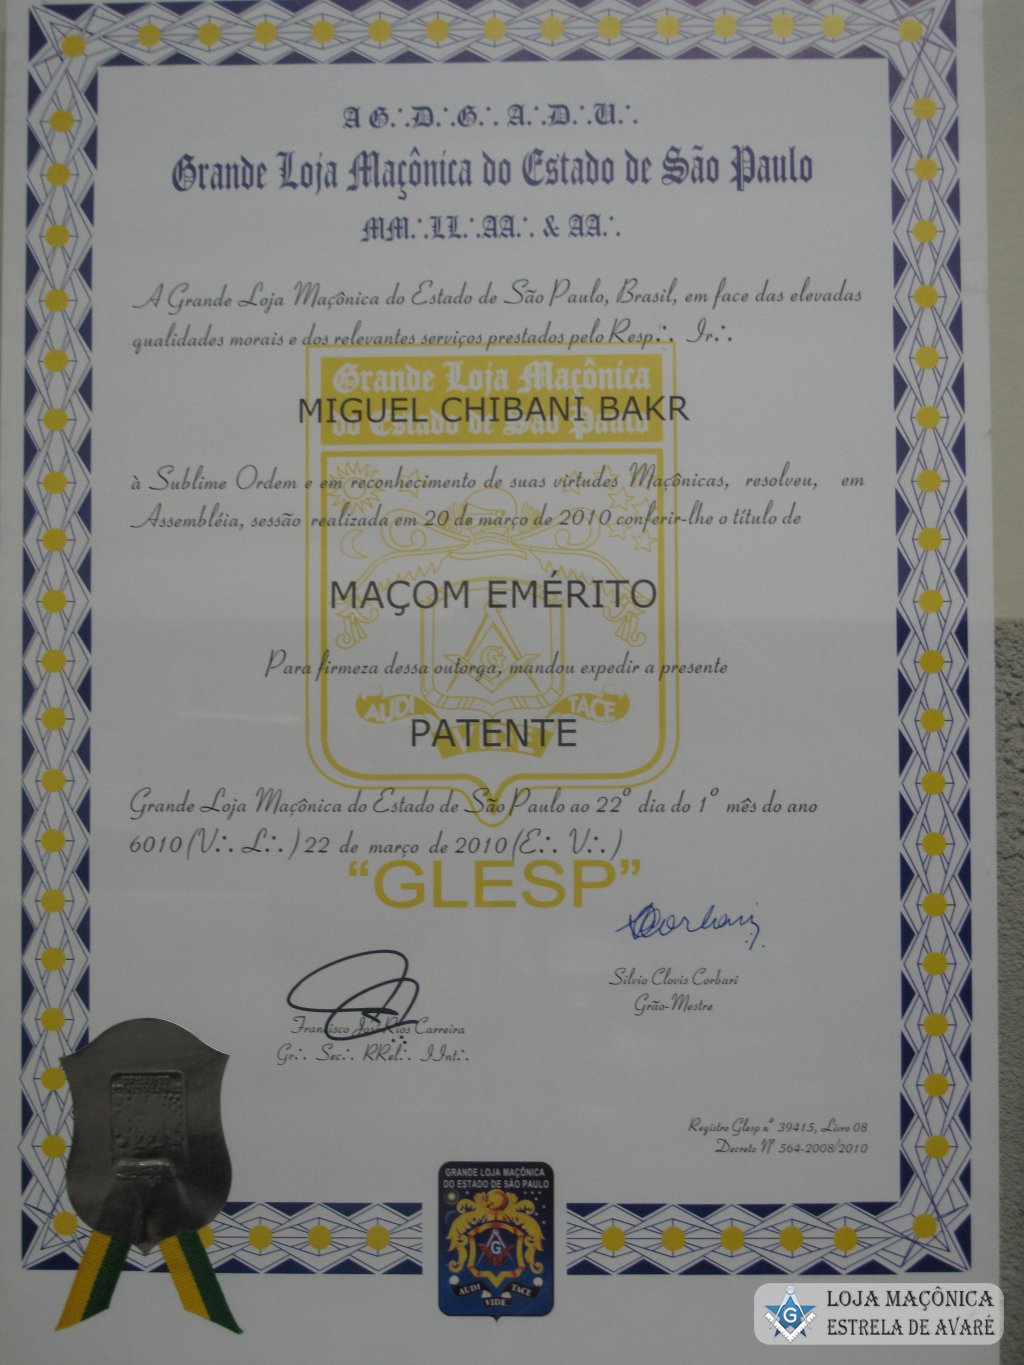 A G∴D∴G∴ A∴D∴U∴
Grande Loja Maçônica do Estado de São Paulo
MM∴LL∴AA∴ & AA∴
A Grande Loja Maçônica do Estado de São Paulo, Brasil, em face das elevadas
qualidades morais e dos relevantes serviços prestados pelo Resp∴ Ir∴
Grande Loja Maçônica
MIGUEL CHIBANI BAKR
do Estado de São Paulo
à Sublime Ordem e em reconhecimento de suas virtudes Maçônicas, resolveu, em
Assembléia, sessão realizada em 20 de março de 2010 conferir-lhe o título de
MAÇOM EMÉRITO
Para firmeza dessa outorga, mandou expedir a presente
AUDI TACE
PATENTE
VIDE
Grande Loja Maçônica do Estado de São Paulo ao 22º dia do 1º mês do ano
6010 (V∴ L∴) 22 de março de 2010 (E∴ V∴)
“GLESP”
Silvio Clovis Corbari
Grão-Mestre
Francisco José Rios Carreira
Gr∴ Sec∴ RRel∴ IInt∴
Registro Glesp nº 39415, Livro 08
Decreto Nº 564-2008/2010
GRANDE LOJA MAÇÔNICA
DO ESTADO DE SÃO PAULO
G
AUDI TACE
VIDE
G
LOJA MAÇÔNICA
ESTRELA DE AVARÉ